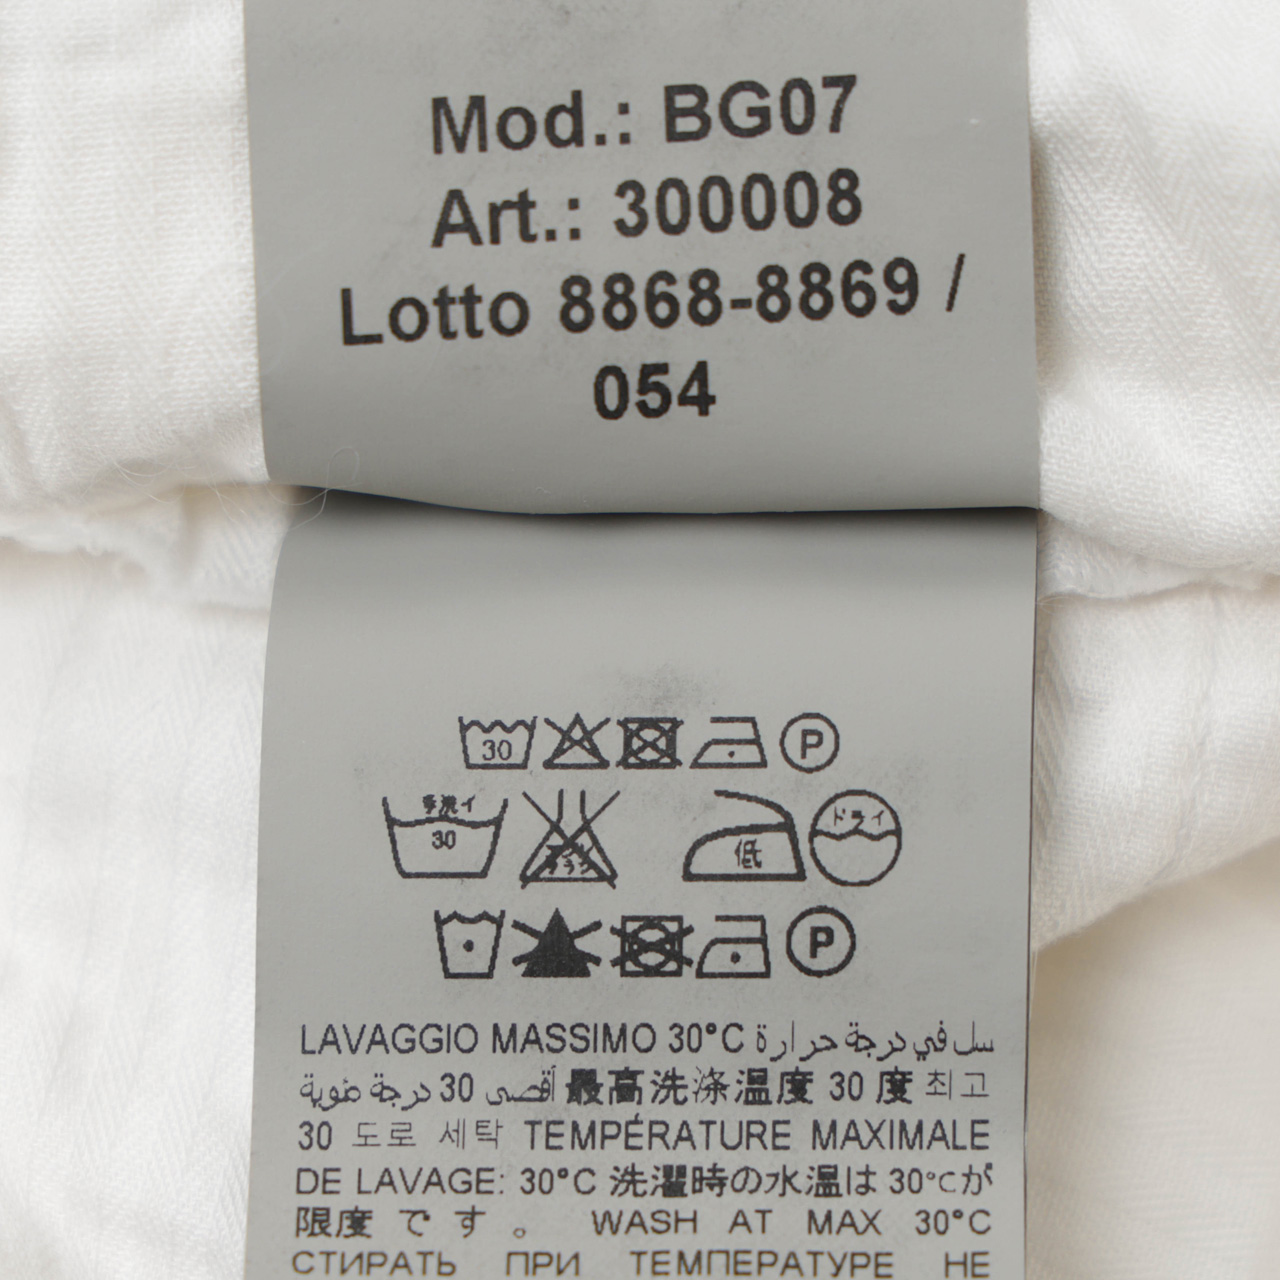 Mod.: BG07
Art.: 300008
Lotto 8868-8869 /
054
30
P
手洗イ
30
低
ドライ
P
LAVAGGIO MASSIMO 30°C سل في درجة حرارة
أقصى 30 درجة مئوية 最高洗涤温度 30 度 최고
30 도로 세탁 TEMPÉRATURE MAXIMALE
DE LAVAGE: 30°C 洗濯時の水温は 30°Cが
限度です。 WASH AT MAX 30°C
СТИРАТЬ ПРИ ТЕМПЕРАТУРЕ НЕ